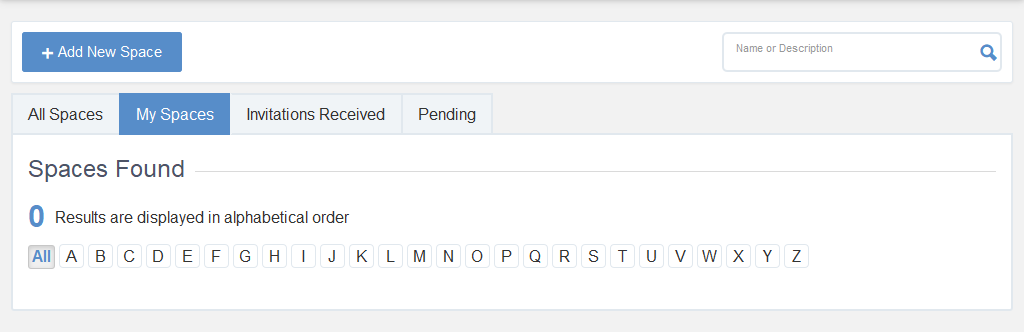 Add New Space
Name or Description
All Spaces My Spaces Invitations Received Pending
Spaces Found
0 Results are displayed in alphabetical order
All A B C D E F G H I J K L M N O P Q R S T U V W X Y Z